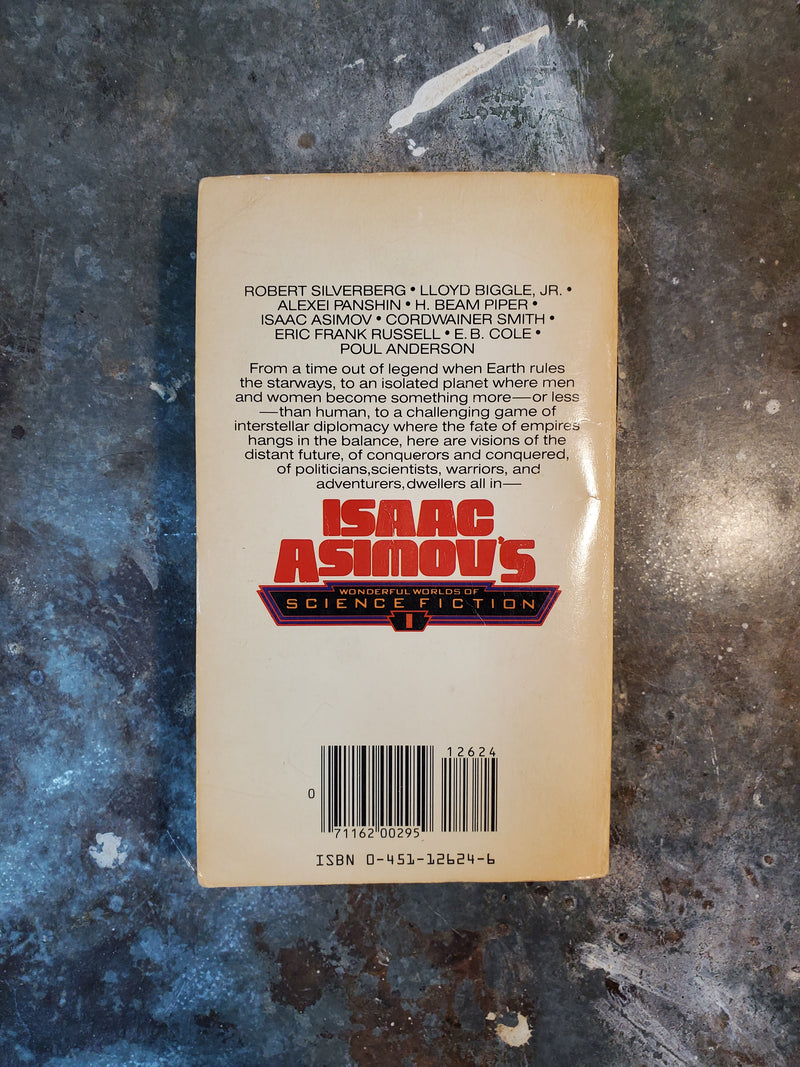 ROBERT SILVERBERG • LLOYD BIGGLE, JR. •
ALEXEI PANSHIN • H. BEAM PIPER •
ISAAC ASIMOV • CORDWAINER SMITH •
ERIC FRANK RUSSELL • E. B. COLE •
POUL ANDERSON
From a time out of legend when Earth rules
the starways, to an isolated planet where men
and women become something more—or less
—than human, to a challenging game of
interstellar diplomacy where the fate of empires
hangs in the balance, here are visions of the
distant future, of conquerors and conquered,
of politicians,scientists, warriors, and
adventurers, dwellers all in—
ISAAC
ASIMOV'S
WONDERFUL WORLDS OF
SCIENCE FICTION
1
12624
0
71162 00295
ISBN 0-451-12624-6